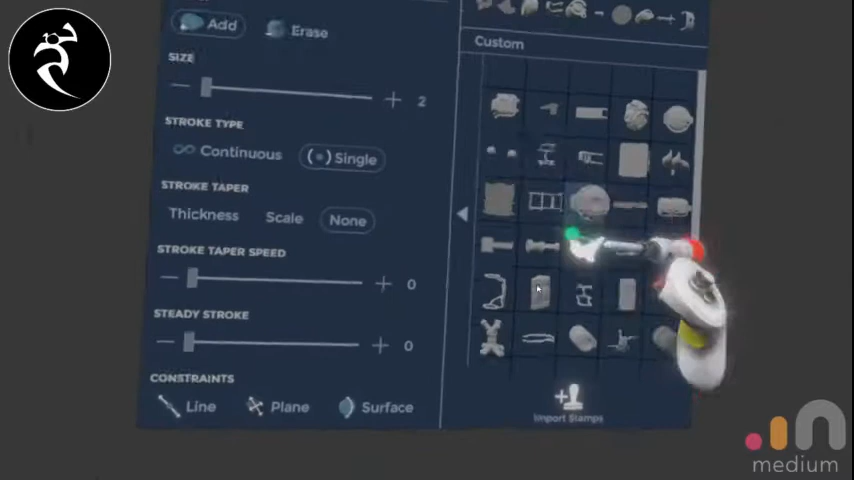 Add
Erase
SIZE
2
STROKE TYPE
Continuous
Single
STROKE TAPER
Thickness
Scale
None
STROKE TAPER SPEED
0
STEADY STROKE
0
CONSTRAINTS
Line
Plane
Surface
Custom
Import Stamps
medium